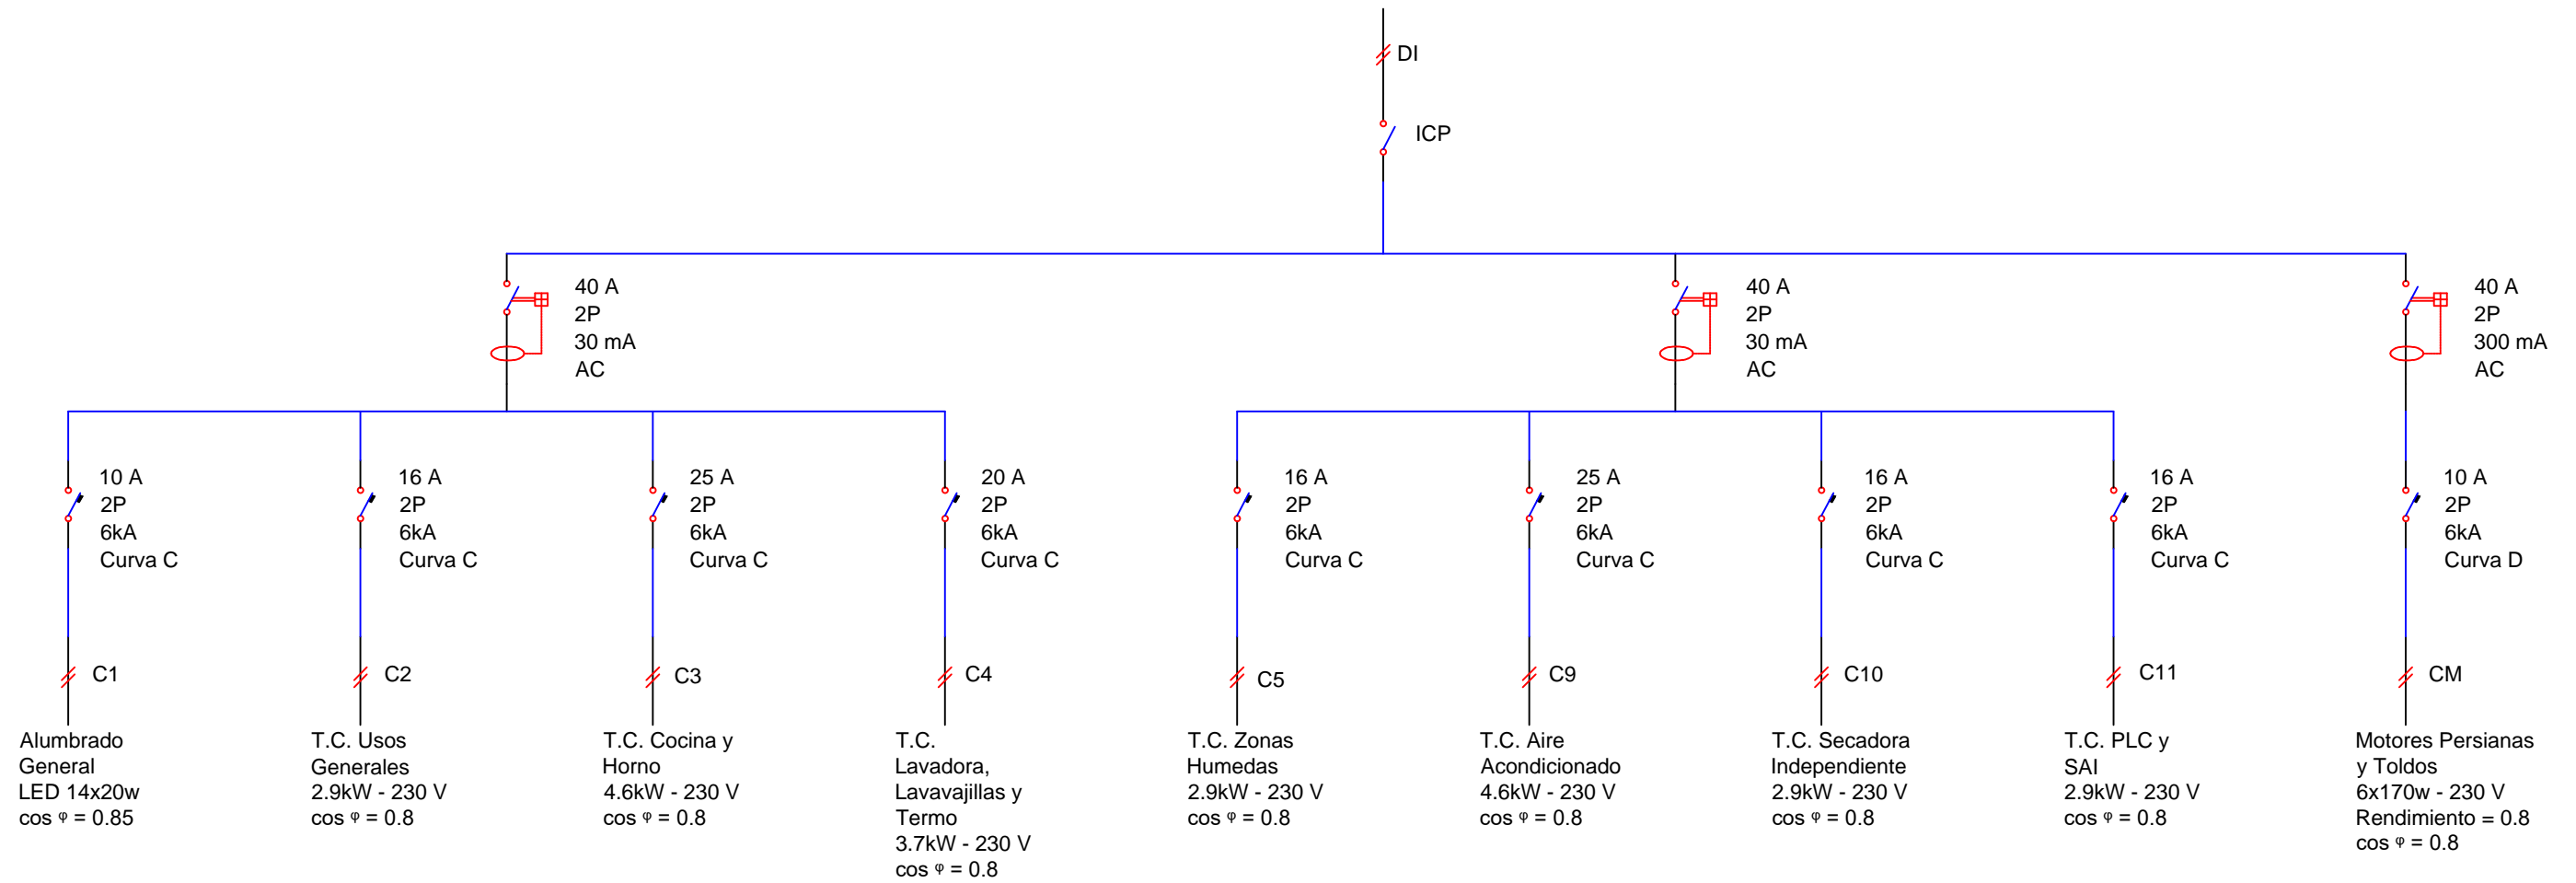 DI
ICP
40 A
2P
30 mA
AC
40 A
2P
30 mA
AC
40 A
2P
300 mA
AC
10 A
2P
6kA
Curva C
16 A
2P
6kA
Curva C
25 A
2P
6kA
Curva C
20 A
2P
6kA
Curva C
16 A
2P
6kA
Curva C
25 A
2P
6kA
Curva C
16 A
2P
6kA
Curva C
16 A
2P
6kA
Curva C
10 A
2P
6kA
Curva D
C1
C2
C3
C4
C5
C9
C10
C11
CM
Alumbrado
General
LED 14x20w
cos φ = 0.85
T.C. Usos
Generales
2.9kW - 230 V
cos φ = 0.8
T.C. Cocina y
Horno
4.6kW - 230 V
cos φ = 0.8
T.C.
Lavadora,
Lavavajillas y
Termo
3.7kW - 230 V
cos φ = 0.8
T.C. Zonas
Humedas
2.9kW - 230 V
cos φ = 0.8
T.C. Aire
Acondicionado
4.6kW - 230 V
cos φ = 0.8
T.C. Secadora
Independiente
2.9kW - 230 V
cos φ = 0.8
T.C. PLC y
SAI
2.9kW - 230 V
cos φ = 0.8
Motores Persianas
y Toldos
6x170w - 230 V
Rendimiento = 0.8
cos φ = 0.8